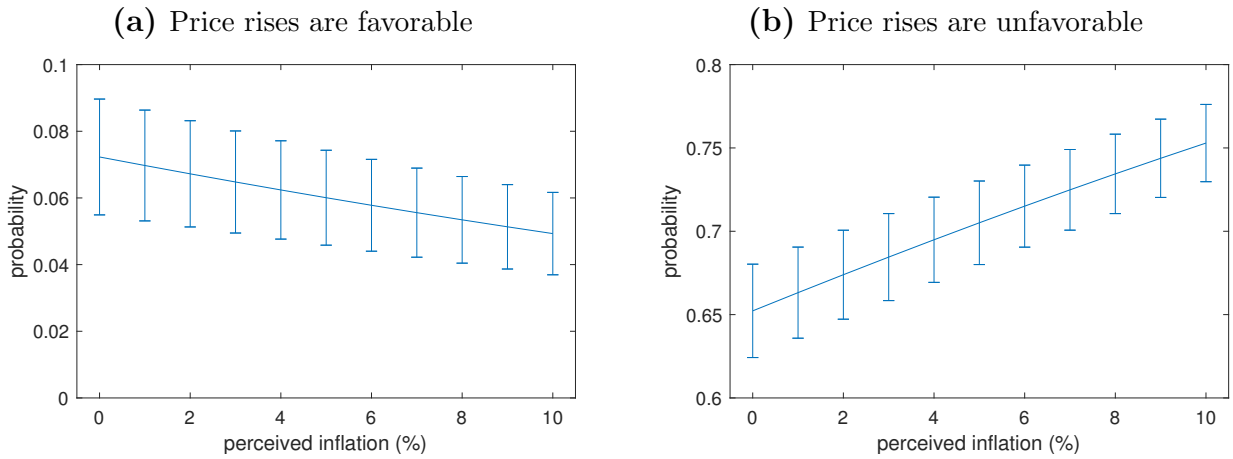 (a) Price rises are favorable
0.1
0.08
0.06
0.04
0.02
0
probability
0 2 4 6 8 10
perceived inflation (%)
(b) Price rises are unfavorable
0.8
0.75
0.7
0.65
0.6
probability
0 2 4 6 8 10
perceived inflation (%)